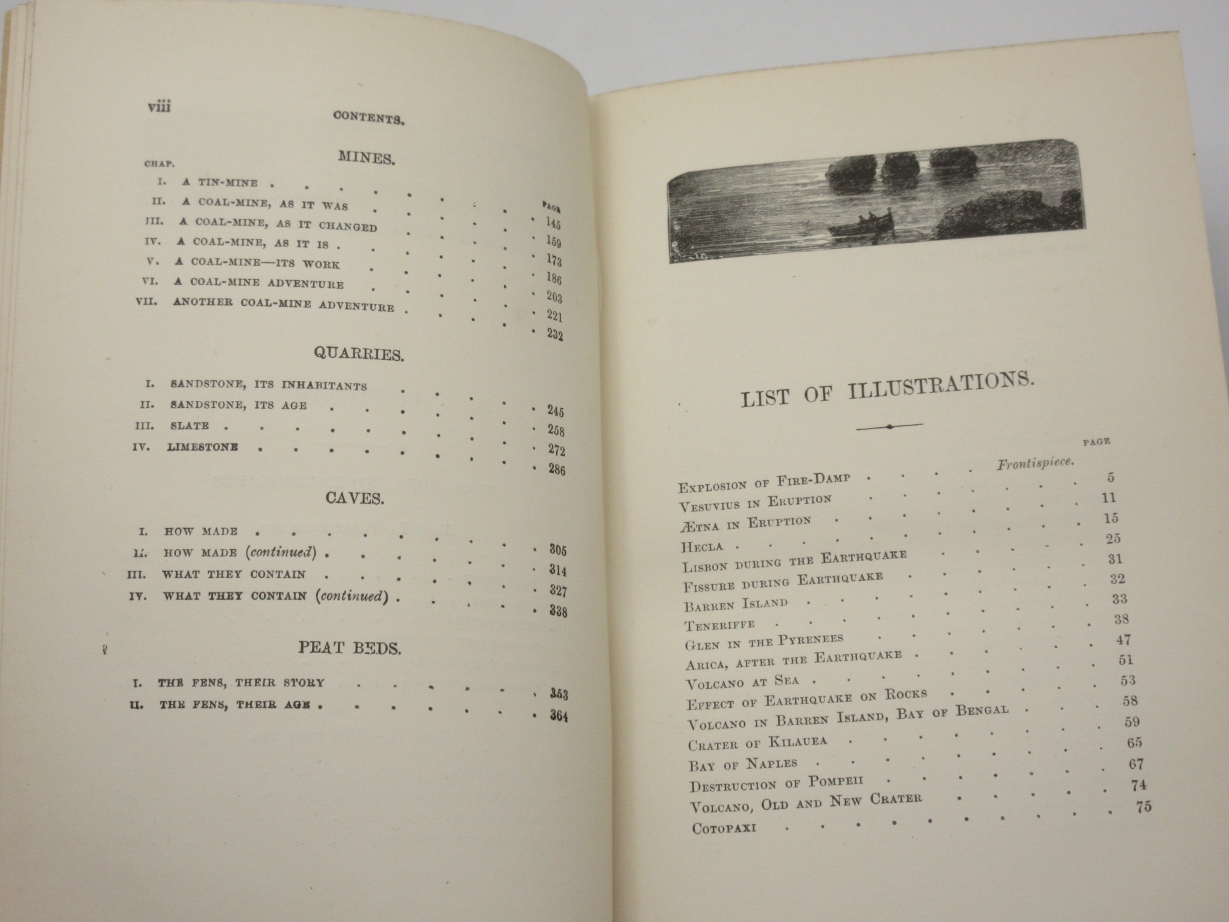 viii
CONTENTS.
MINES.
CHAP. PAGE
I. A TIN-MINE . . . . . . . . 145
II. A COAL-MINE, AS IT WAS . . . . . . 159
III. A COAL-MINE, AS IT CHANGED . . . . . 173
IV. A COAL-MINE, AS IT IS . . . . . . 186
V. A COAL-MINE—ITS WORK . . . . . . 203
VI. A COAL-MINE ADVENTURE . . . . . . 221
VII. ANOTHER COAL-MINE ADVENTURE . . . . . 232
QUARRIES.
I. SANDSTONE, ITS INHABITANTS . . . . . 245
II. SANDSTONE, ITS AGE . . . . . . . 258
III. SLATE . . . . . . . . . . 272
IV. LIMESTONE . . . . . . . . . 286
CAVES.
I. HOW MADE . . . . . . . . . 305
II. HOW MADE (continued) . . . . . . . 314
III. WHAT THEY CONTAIN . . . . . . . 327
IV. WHAT THEY CONTAIN (continued) . . . . . 338
PEAT BEDS.
I. THE FENS, THEIR STORY . . . . . . 353
II. THE FENS, THEIR AGE . . . . . . . 364
LIST OF ILLUSTRATIONS.
PAGE
EXPLOSION OF FIRE-DAMP . . . . Frontispiece.
VESUVIUS IN ERUPTION . . . . . . . 5
ÆTNA IN ERUPTION . . . . . . . 11
HECLA . . . . . . . . . . 15
LISBON DURING THE EARTHQUAKE . . . . . 25
FISSURE DURING EARTHQUAKE . . . . . . 31
BARREN ISLAND . . . . . . . . 32
TENERIFFE . . . . . . . . . 33
GLEN IN THE PYRENEES . . . . . . . 38
ARICA, AFTER THE EARTHQUAKE . . . . . . 47
VOLCANO AT SEA . . . . . . . . 51
EFFECT OF EARTHQUAKE ON ROCKS . . . . . 53
VOLCANO IN BARREN ISLAND, BAY OF BENGAL . . . 58
CRATER OF KILAUEA . . . . . . . 59
BAY OF NAPLES . . . . . . . . 65
DESTRUCTION OF POMPEII . . . . . . . 67
VOLCANO, OLD AND NEW CRATER . . . . . 74
COTOPAXI . . . . . . . . . 75